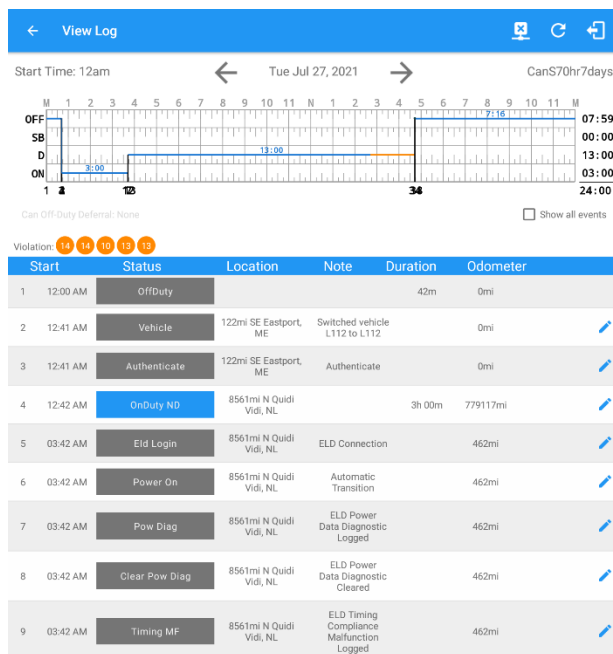 View Log
Start Time: 12am Tue Jul 27, 2021 CanS70hr7days
M 1 2 3 4 5 6 7 8 9 10 11 N 1 2 3 4 5 6 7 8 9 10 11 M
OFF 7:16 07:59
SB 00:00
D 13:00 13:00
ON 3:00 03:00
1 24:00
Can Off-Duty Deferral: None Show all events
Violation: 14 14 10 13 13
Start Status Location Note Duration Odometer
1 12:00 AM OffDuty 42m 0mi
2 12:41 AM Vehicle 122mi SE Eastport, ME Switched vehicle L112 to L112 0mi
3 12:41 AM Authenticate 122mi SE Eastport, ME Authenticate 0mi
4 12:42 AM OnDuty ND 8561mi N Quidi Vidi, NL 3h 00m 779117mi
5 03:42 AM Eld Login 8561mi N Quidi Vidi, NL ELD Connection 462mi
6 03:42 AM Power On 8561mi N Quidi Vidi, NL Automatic Transition 462mi
7 03:42 AM Pow Diag 8561mi N Quidi Vidi, NL ELD Power Data Diagnostic Logged 462mi
8 03:42 AM Clear Pow Diag 8561mi N Quidi Vidi, NL ELD Power Data Diagnostic Cleared 462mi
9 03:42 AM Timing MF 8561mi N Quidi Vidi, NL ELD Timing Compliance Malfunction Logged 462mi